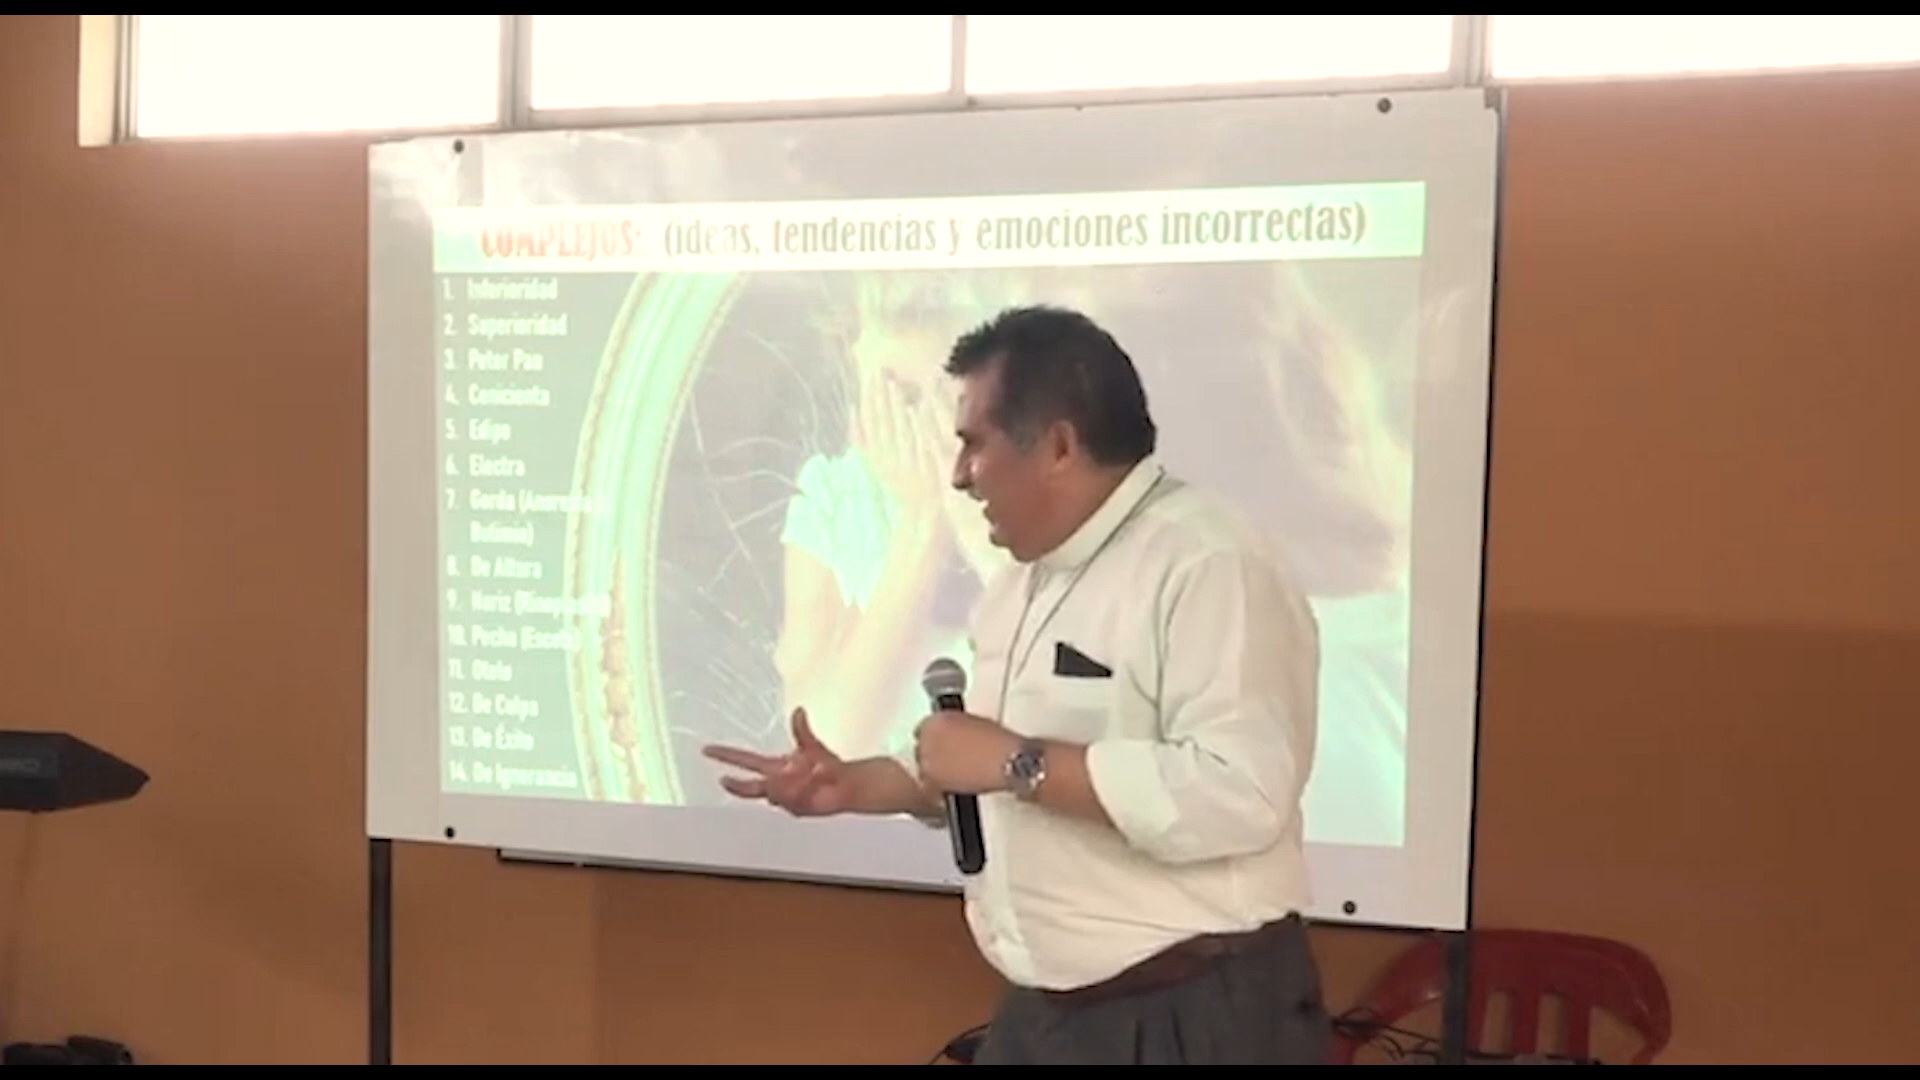 COMPLEJOS: (ideas, tendencias y emociones incorrectas)
1. Inferioridad
2. Superioridad
3. Peter Pan
4. Cenicienta
5. Edipo
6. Electra
7. Gorda
8. De Altura
9. Nariz
10. Pecho
11. Otelo
12. De Culpa
13. De Éxito
14. De Ignorancia